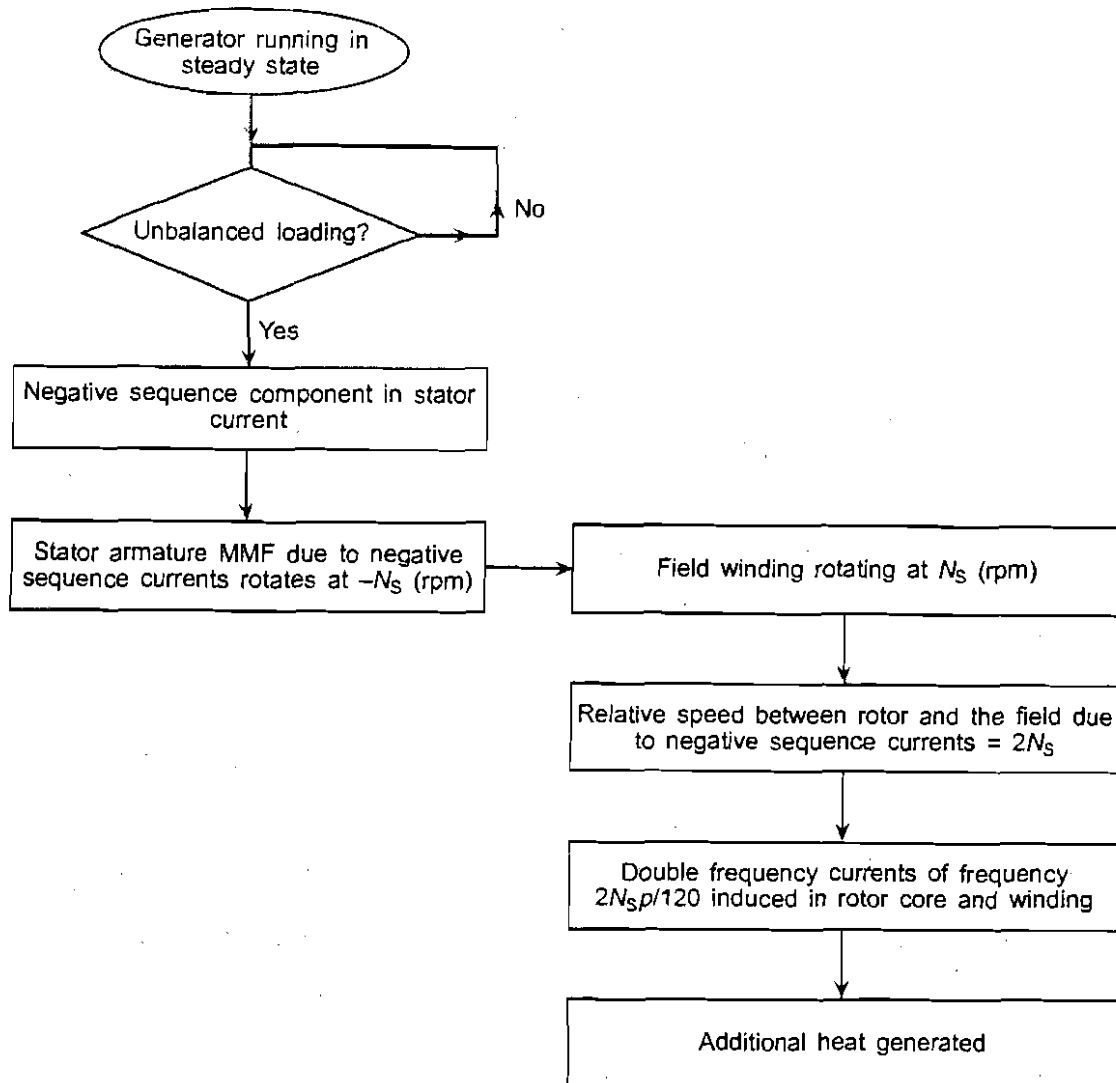 Generator running in
steady state
Unbalanced loading?
No
Yes
Negative sequence component in stator
current
Stator armature MMF due to negative
sequence currents rotates at –NS (rpm)
Field winding rotating at NS (rpm)
Relative speed between rotor and the field due
to negative sequence currents = 2NS
Double frequency currents of frequency
2NSp/120 induced in rotor core and winding
Additional heat generated